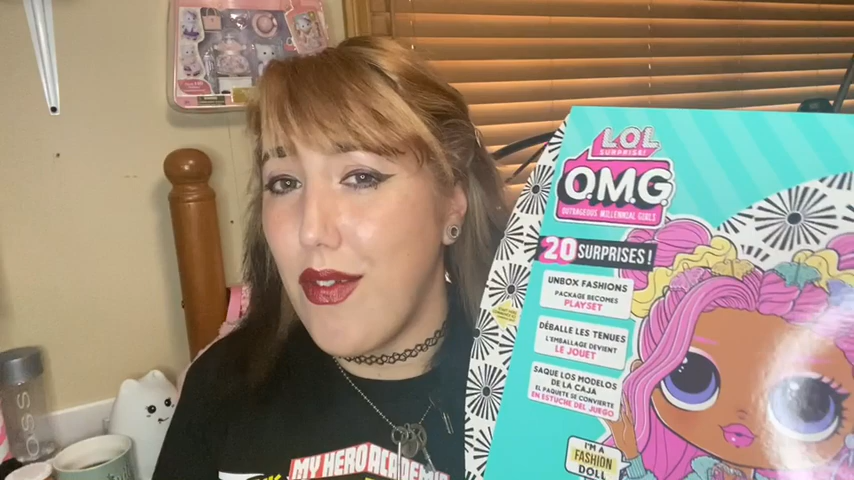 LOL
SURPRISE!
O.M.G.
OUTRAGEOUS MILLENNIAL GIRLS
20 SURPRISES!
UNBOX FASHIONS
PACKAGE BECOMES
PLAYSET
DÉBALLE LES TENUES
L'EMBALLAGE DEVIENT
LE JOUET
SAQUE LOS MODELOS
DE LA CAJA
EL PAQUETE SE CONVIERTE
EN ESTUCHE DEL JUEGO
I'M A
FASHION
DOLL
MY HERO ACADEMIA